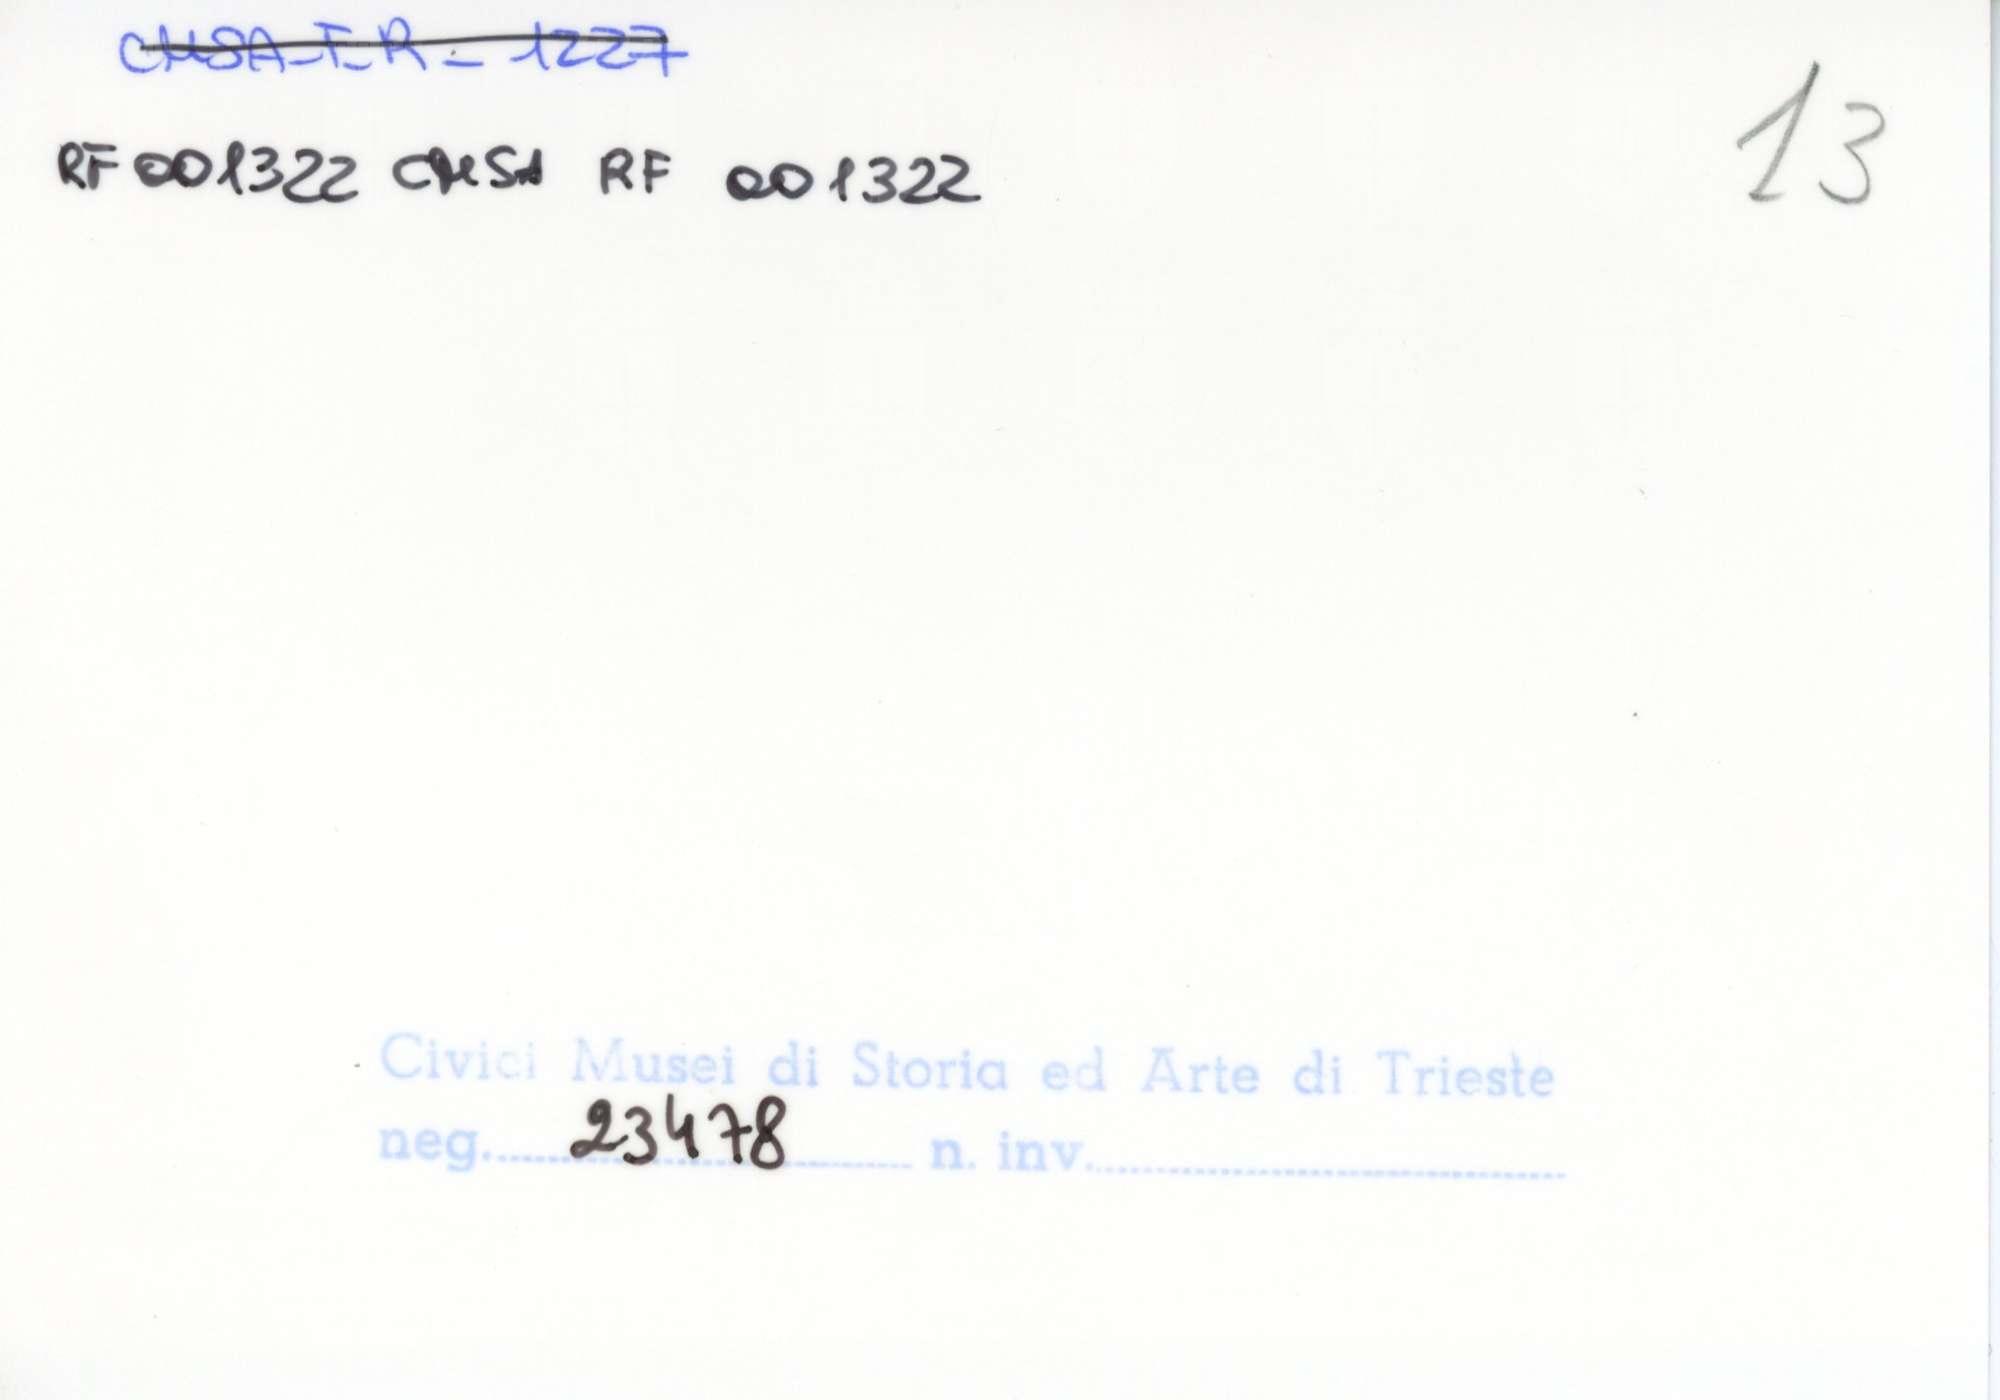 CMSA-F-R - 1227
13
RF 001322 CMSA RF 001322
Civici Musei di Storia ed Arte di Trieste
neg. 23478 n. inv.